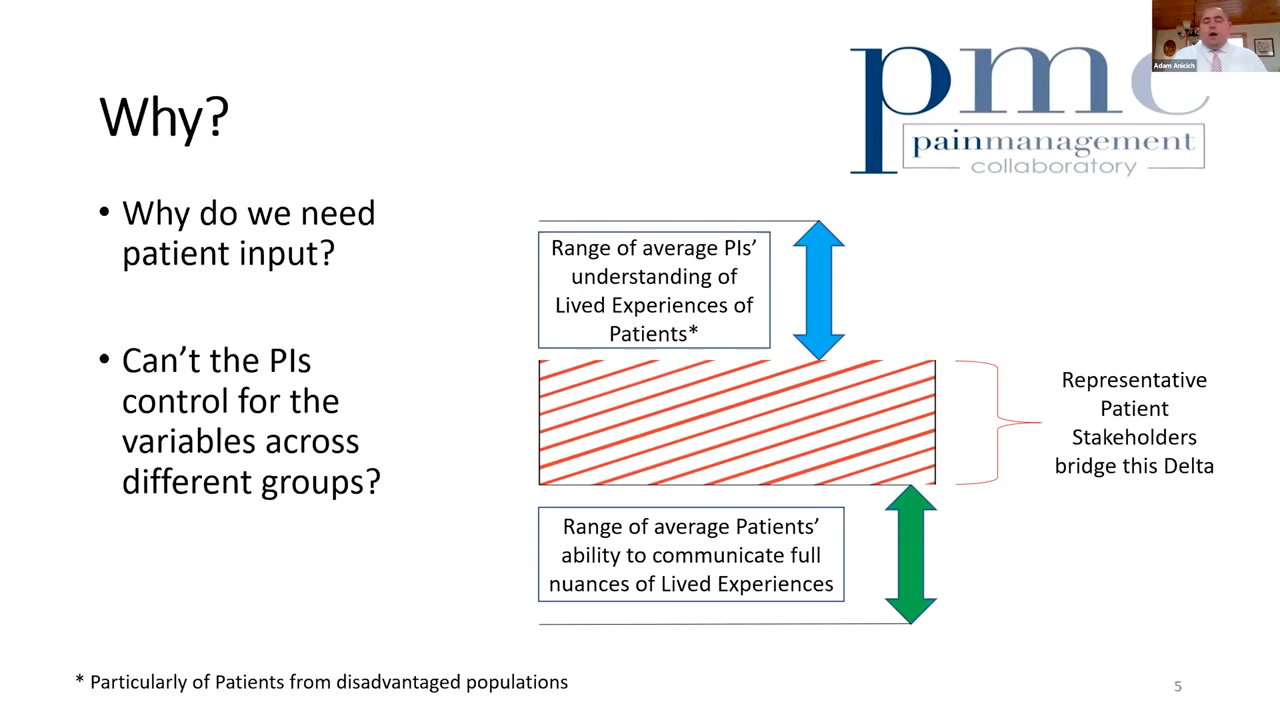 Adam Anicich
pmc
painmanagement
collaboratory
Why?
• Why do we need
patient input?
• Can’t the PIs
control for the
variables across
different groups?
Range of average PIs’
understanding of
Lived Experiences of
Patients*
Representative
Patient
Stakeholders
bridge this Delta
Range of average Patients’
ability to communicate full
nuances of Lived Experiences
* Particularly of Patients from disadvantaged populations
5